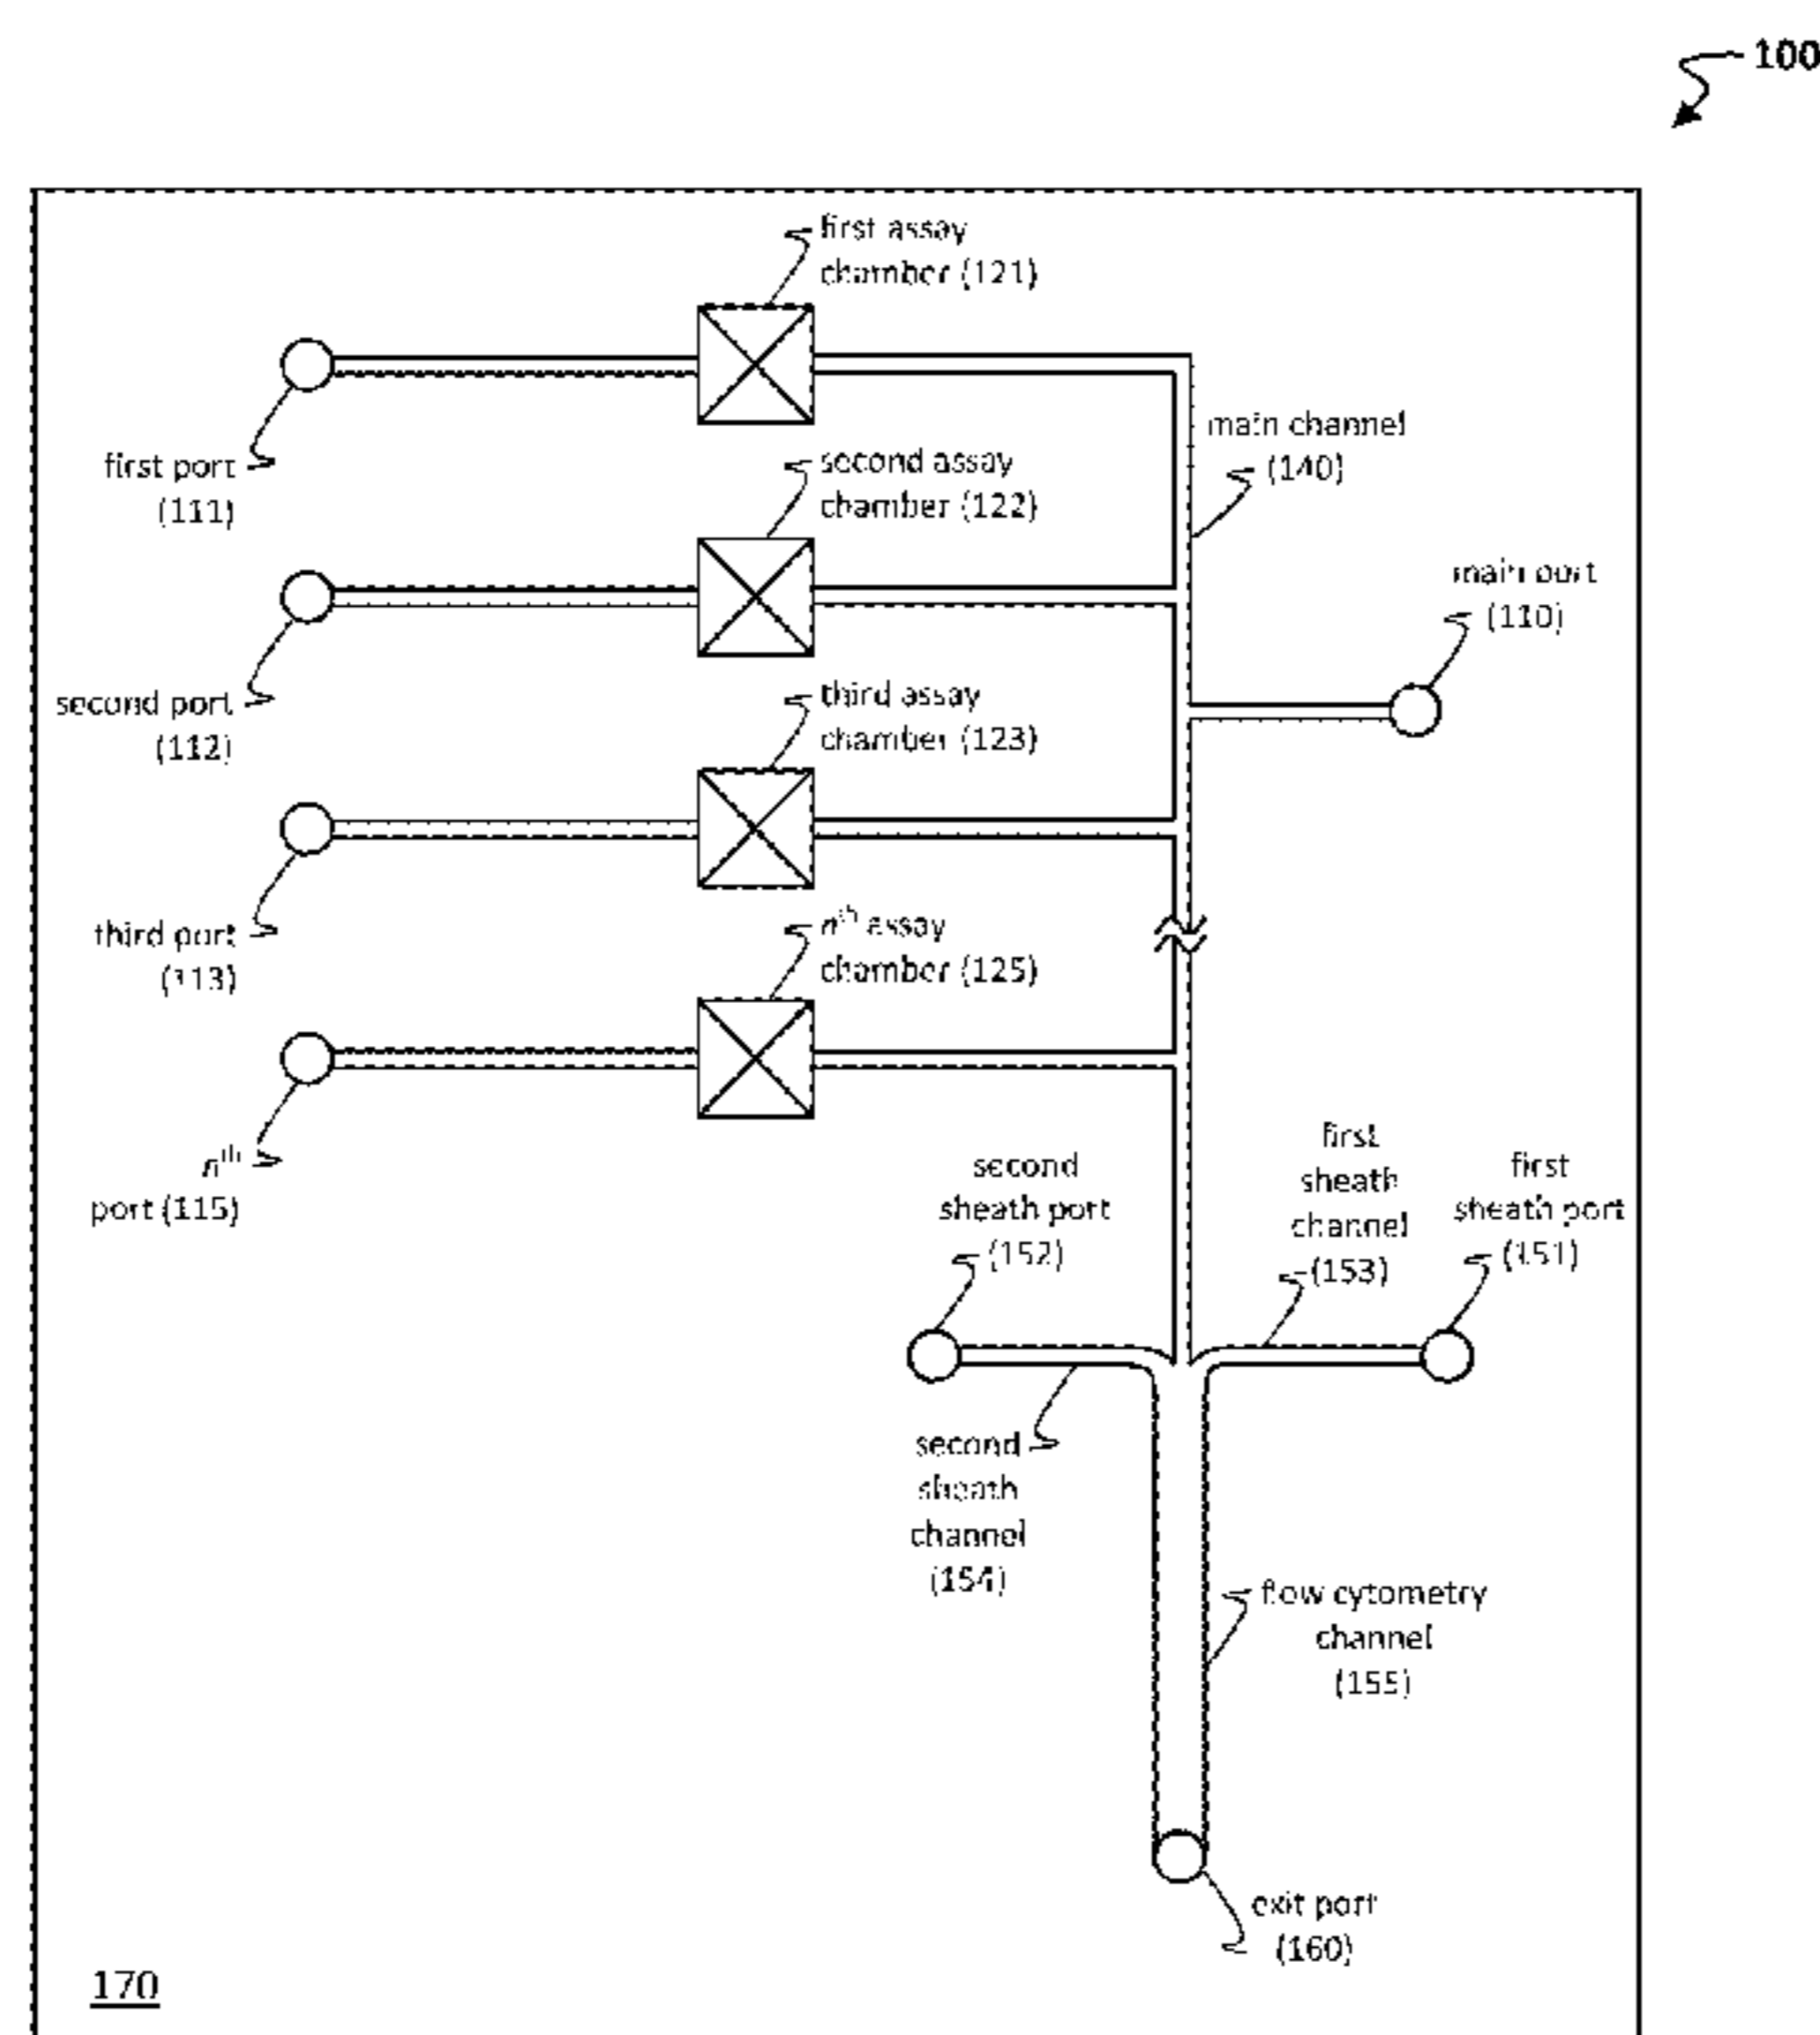 100
first assay
chamber (121)
first port
(111)
main channel
(140)
second assay
chamber (122)
main port
(110)
second port
(112)
third assay
chamber (123)
third port
(113)
nth assay
chamber (125)
nth
port (115)
second
sheath port
(152)
first
sheath
channel
(153)
first
sheath port
(151)
second
sheath
channel
(154)
flow cytometry
channel
(155)
exit port
(160)
170